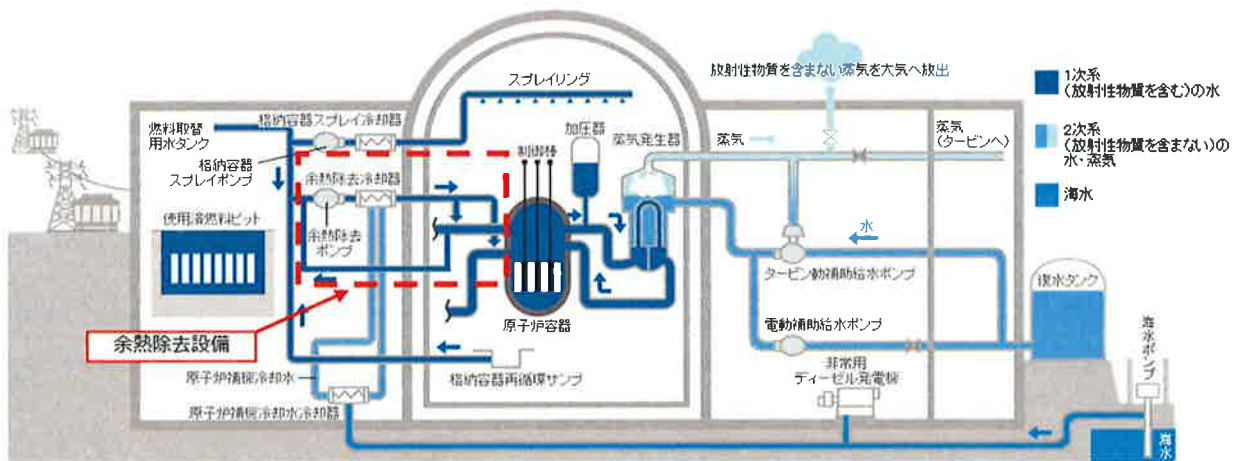 放射性物質を含まない蒸気を大気へ放出
1次系
(放射性物質を含む)の水
2次系
(放射性物質を含まない)の
水・蒸気
海水
スプレイリング
燃料取替
用水タンク
格納容器スプレイ冷却器
格納容器
スプレイポンプ
加圧器
蒸気発生器
蒸気
蒸気
(タービンへ)
制御棒
余熱除去冷却器
余熱除去
ポンプ
使用済燃料ピット
水
タービン動補助給水ポンプ
復水タンク
原子炉容器
電動補助給水ポンプ
余熱除去設備
海水ポンプ
非常用
ディーゼル発電機
格納容器再循環サンプ
原子炉補機冷却水
原子炉補機冷却水冷却器
海水